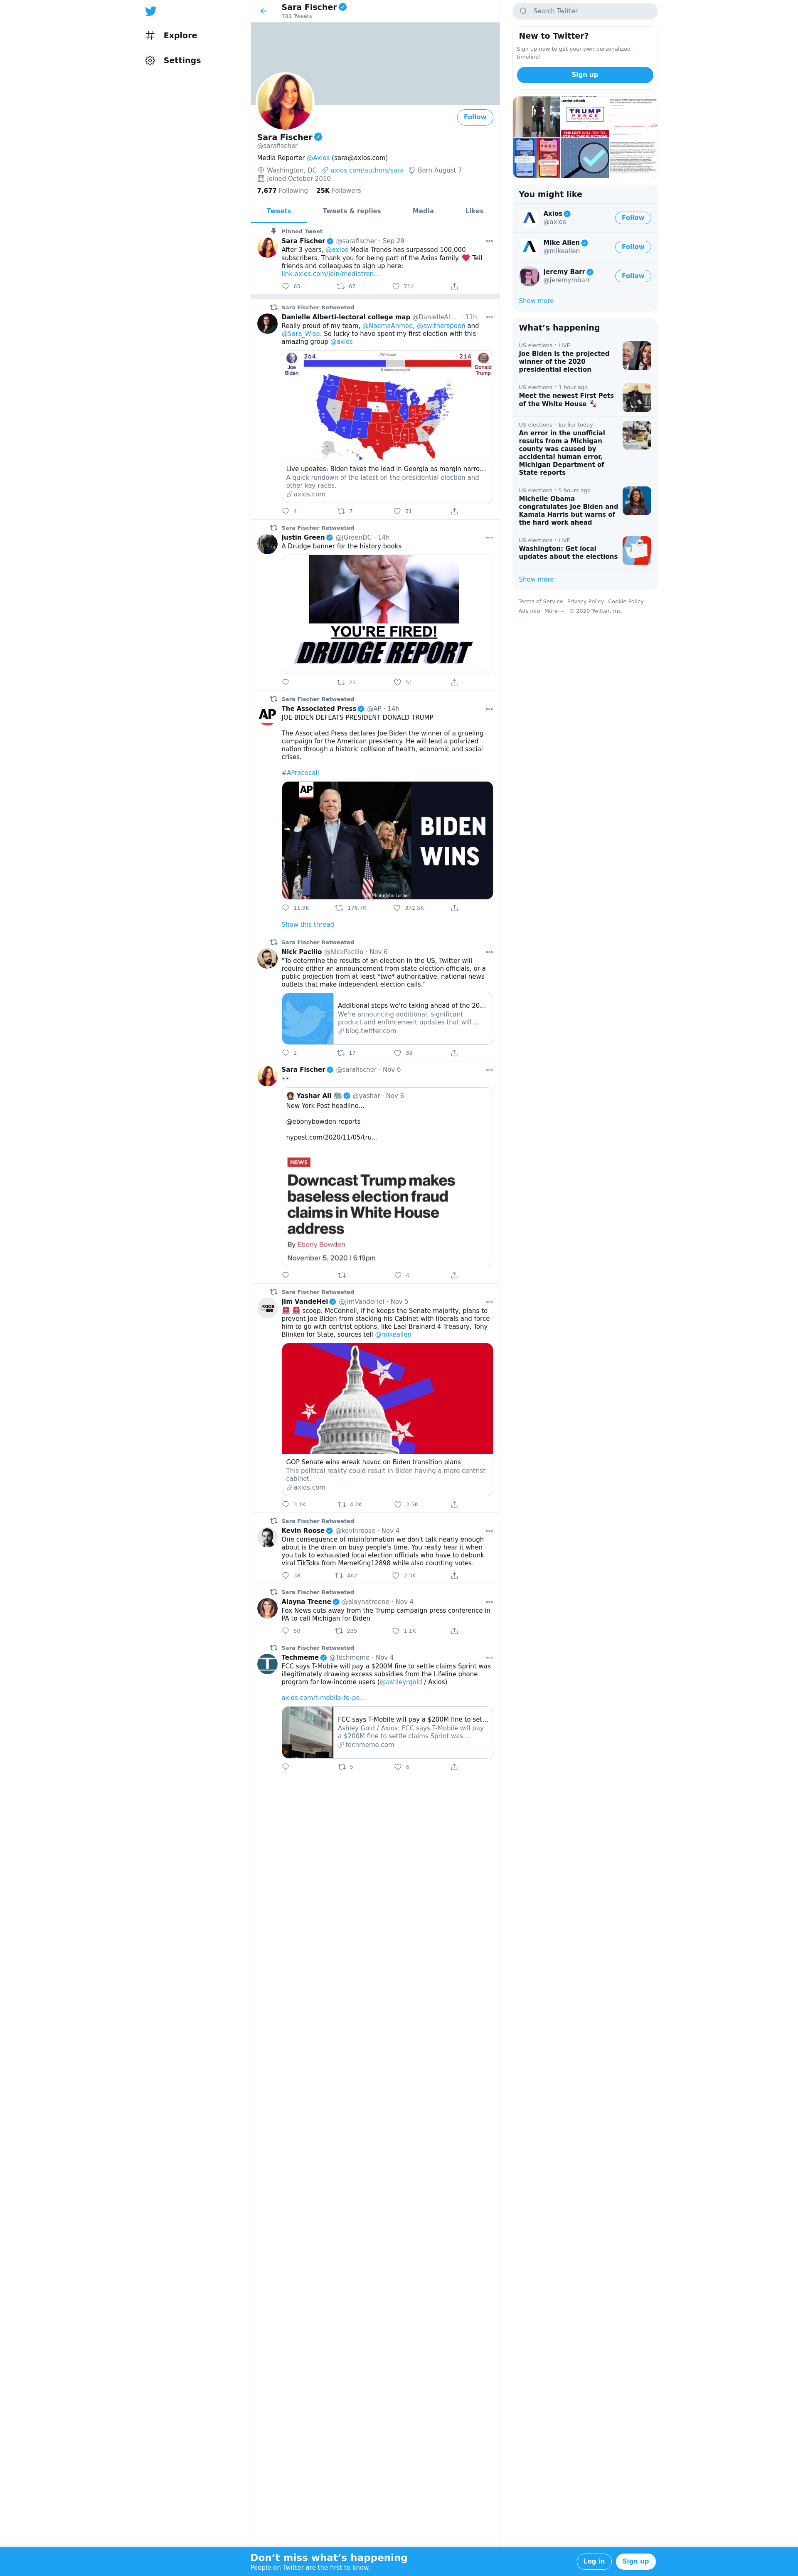 Explore
Settings
Sara Fischer
781 Tweets
Follow
Sara Fischer
@sarafischer
Media Reporter @Axios (sara@axios.com)
Washington, DC axios.com/authors/sara Born August 7
Joined October 2010
7,677 Following 25K Followers
Tweets Tweets & replies Media Likes
Pinned Tweet
Sara Fischer @sarafischer · Sep 29
After 3 years, @axios Media Trends has surpassed 100,000
subscribers. Thank you for being part of the Axios family. ❤️ Tell
friends and colleagues to sign up here:
link.axios.com/join/mediatren…
65 67 714
Sara Fischer Retweeted
Danielle Alberti-lectoral college map @DanielleAl… · 11h
Really proud of my team, @NaemaAhmed, @awitherspoon and
@Sara_Wise. So lucky to have spent my first election with this
amazing group @axios
264 214
Joe
Biden
Donald
Trump
Live updates: Biden takes the lead in Georgia as margin narro…
A quick rundown of the latest on the presidential election and
other key races.
axios.com
4 7 51
Sara Fischer Retweeted
Justin Green @JGreenDC · 14h
A Drudge banner for the history books
YOU'RE FIRED!
DRUDGE REPORT
25 51
Sara Fischer Retweeted
The Associated Press @AP · 14h
JOE BIDEN DEFEATS PRESIDENT DONALD TRUMP
The Associated Press declares Joe Biden the winner of a grueling
campaign for the American presidency. He will lead a polarized
nation through a historic collision of health, economic and social
crises.
#APracecall
AP
BIDEN
WINS
11.9K 176.7K 372.5K
Show this thread
Sara Fischer Retweeted
Nick Pacilio @NickPacilio · Nov 6
"To determine the results of an election in the US, Twitter will
require either an announcement from state election officials, or a
public projection from at least *two* authoritative, national news
outlets that make independent election calls."
Additional steps we're taking ahead of the 20…
We're announcing additional, significant
product and enforcement updates that will …
blog.twitter.com
2 17 38
Sara Fischer @sarafischer · Nov 6
👀
Yashar Ali 🐘 @yashar · Nov 6
New York Post headline...
@ebonybowden reports
nypost.com/2020/11/05/tru…
NEWS
Downcast Trump makes
baseless election fraud
claims in White House
address
By Ebony Bowden
November 5, 2020 | 6:19pm
6
Sara Fischer Retweeted
Jim VandeHei @JimVandeHei · Nov 5
🚨 🚨 scoop: McConnell, if he keeps the Senate majority, plans to
prevent Joe Biden from stacking his Cabinet with liberals and force
him to go with centrist options, like Lael Brainard 4 Treasury, Tony
Blinken for State, sources tell @mikeallen
GOP Senate wins wreak havoc on Biden transition plans
This political reality could result in Biden having a more centrist
cabinet.
axios.com
3.1K 4.2K 2.5K
Sara Fischer Retweeted
Kevin Roose @kevinroose · Nov 4
One consequence of misinformation we don't talk nearly enough
about is the drain on busy people's time. You really hear it when
you talk to exhausted local election officials who have to debunk
viral TikToks from MemeKing12898 while also counting votes.
38 462 2.3K
Sara Fischer Retweeted
Alayna Treene @alaynatreene · Nov 4
Fox News cuts away from the Trump campaign press conference in
PA to call Michigan for Biden
50 235 1.1K
Sara Fischer Retweeted
Techmeme @Techmeme · Nov 4
FCC says T-Mobile will pay a $200M fine to settle claims Sprint was
illegitimately drawing excess subsidies from the Lifeline phone
program for low-income users (@ashleyrgold / Axios)
axios.com/t-mobile-to-pa…
FCC says T-Mobile will pay a $200M fine to set…
Ashley Gold / Axios: FCC says T-Mobile will pay
a $200M fine to settle claims Sprint was …
techmeme.com
5 6
Search Twitter
New to Twitter?
Sign up now to get your own personalized
timeline!
Sign up
under attack
TRUMP
PENCE
You might like
Axios
@axios
Follow
Mike Allen
@mikeallen
Follow
Jeremy Barr
@jeremymbarr
Follow
Show more
What's happening
US elections · LIVE
Joe Biden is the projected
winner of the 2020
presidential election
US elections · 1 hour ago
Meet the newest First Pets
of the White House 🐾
US elections · Earlier today
An error in the unofficial
results from a Michigan
county was caused by
accidental human error,
Michigan Department of
State reports
US elections · 5 hours ago
Michelle Obama
congratulates Joe Biden and
Kamala Harris but warns of
the hard work ahead
US elections · LIVE
Washington: Get local
updates about the elections
Show more
Terms of Service Privacy Policy Cookie Policy
Ads info More ··· © 2020 Twitter, Inc.
Don't miss what's happening
People on Twitter are the first to know.
Log in
Sign up